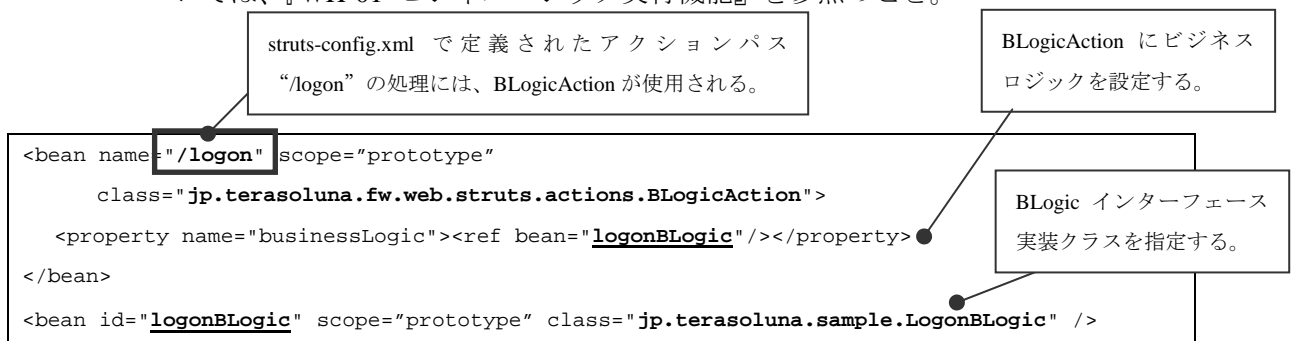 struts-config.xml で定義されたアクションパス
“/logon”の処理には、BLogicAction が使用される。
BLogicAction にビジネス
ロジックを設定する。
<bean name="/logon" scope=”prototype”
class="jp.terasoluna.fw.web.struts.actions.BLogicAction">
<property name="businessLogic"><ref bean="logonBLogic"/></property>
BLogic インターフェース
実装クラスを指定する。
</bean>
<bean id="logonBLogic" scope=”prototype” class="jp.terasoluna.sample.LogonBLogic" />